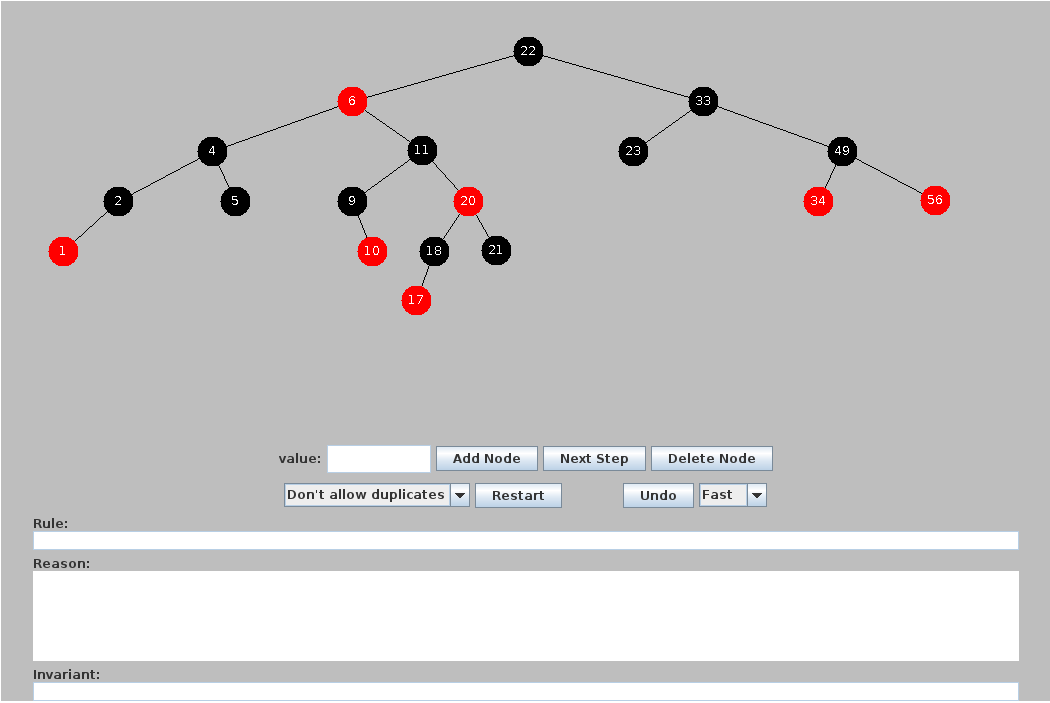 22
6 33
4 11 23 49
2 5 9 20 34 56
1 10 18 21
17
value: Add Node Next Step Delete Node
Don't allow duplicates Restart Undo Fast
Rule:
Reason:
Invariant: